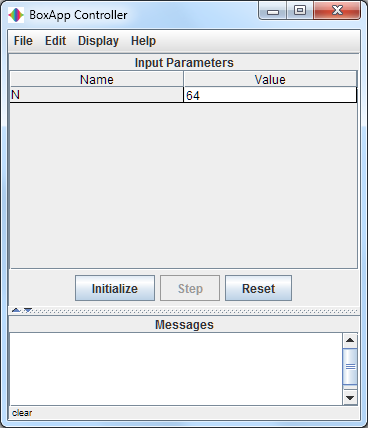 BoxApp Controller
File Edit Display Help
Input Parameters
Name Value
N 64
Initialize Step Reset
Messages
clear